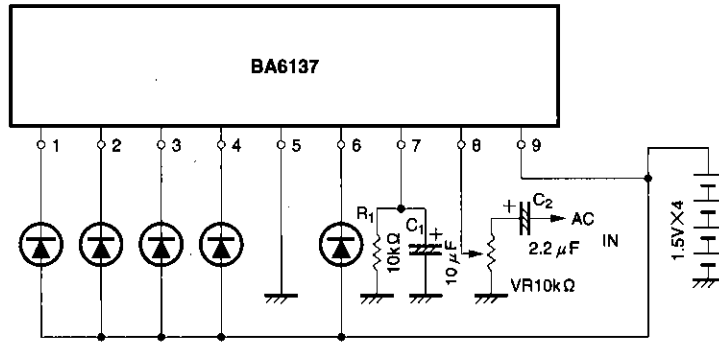 BA6137
1 2 3 4 5 6 7 8 9
R1
10kΩ
C1
+
10μF
+
C2
2.2μF
AC
IN
VR10kΩ
1.5V×4